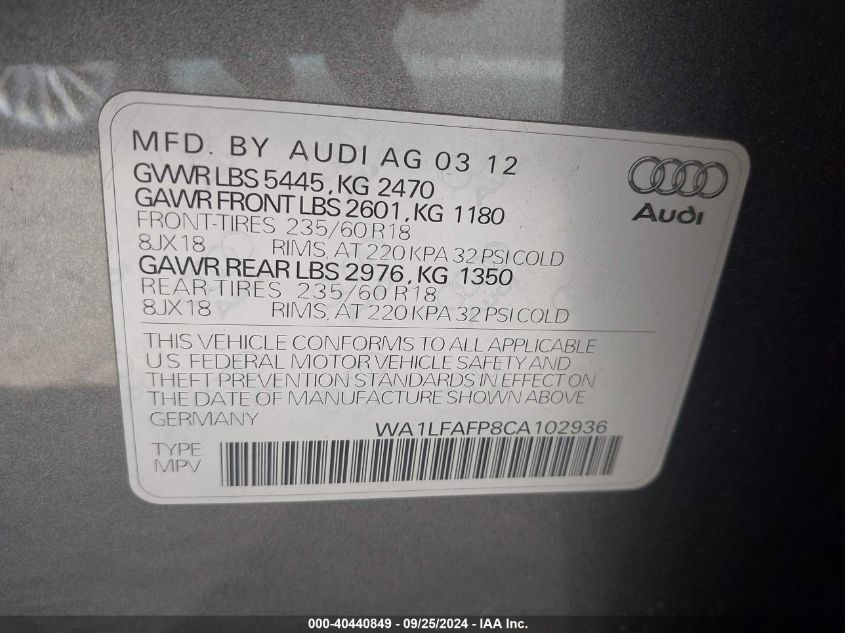 MFD. BY AUDI AG 03 12
GVWR LBS 5445, KG 2470
GAWR FRONT LBS 2601, KG 1180
FRONT-TIRES 235/60 R18
8JX18 RIMS, AT 220 KPA 32 PSI COLD
GAWR REAR LBS 2976, KG 1350
REAR-TIRES 235/60 R18
8JX18 RIMS, AT 220 KPA 32 PSI COLD
Audi
THIS VEHICLE CONFORMS TO ALL APPLICABLE
U.S. FEDERAL MOTOR VEHICLE SAFETY AND
THEFT PREVENTION STANDARDS IN EFFECT ON
THE DATE OF MANUFACTURE SHOWN ABOVE
GERMANY
WA1LFAFP8CA102936
TYPE
MPV
000-40440849 - 09/25/2024 - IAA Inc.